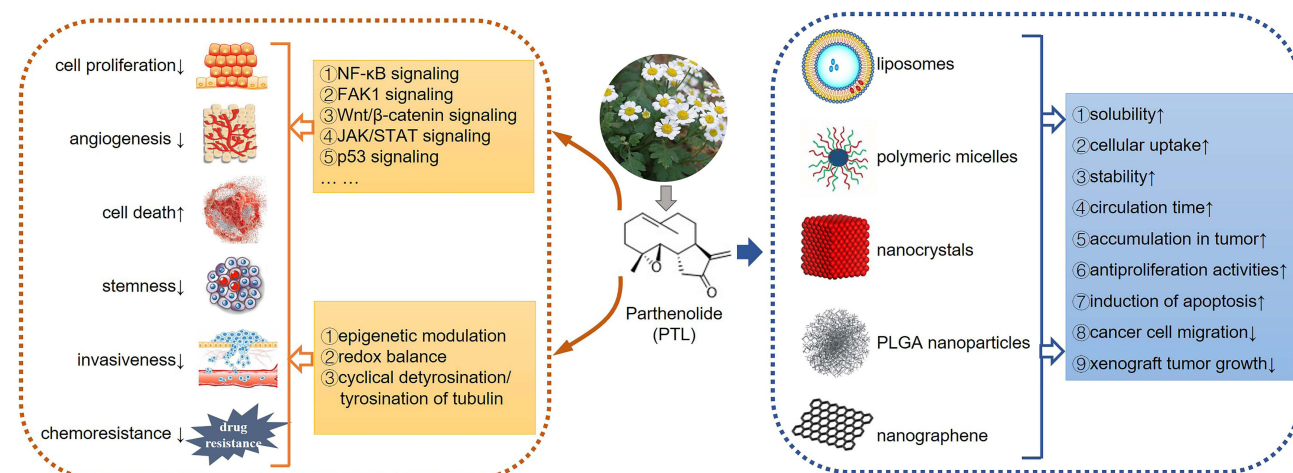 cell proliferation↓
angiogenesis ↓
cell death↑
stemness↓
invasiveness↓
chemoresistance ↓
drug
resistance
①NF-κB signaling
②FAK1 signaling
③Wnt/β-catenin signaling
④JAK/STAT signaling
⑤p53 signaling
... ...
①epigenetic modulation
②redox balance
③cyclical detyrosination/
tyrosination of tubulin
O
O
Parthenolide
(PTL)
liposomes
polymeric micelles
nanocrystals
PLGA nanoparticles
nanographene
①solubility↑
②cellular uptake↑
③stability↑
④circulation time↑
⑤accumulation in tumor↑
⑥antiproliferation activities↑
⑦induction of apoptosis↑
⑧cancer cell migration↓
⑨xenograft tumor growth↓